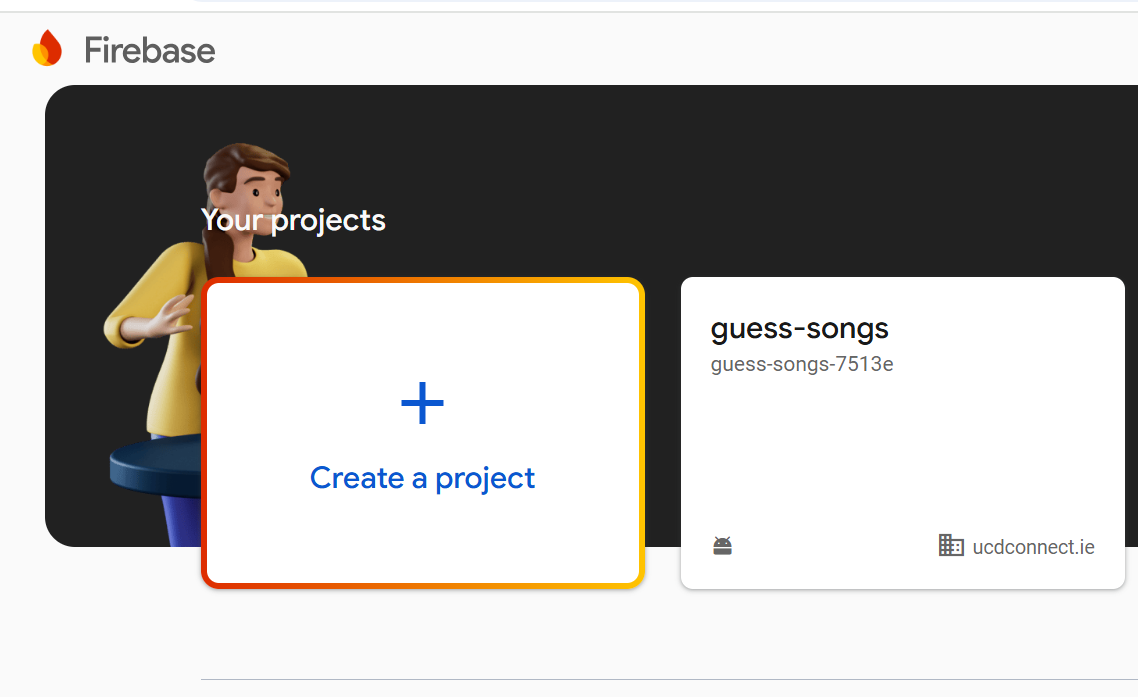 Firebase
Your projects
Create a project
guess-songs
guess-songs-7513e
ucdconnect.ie